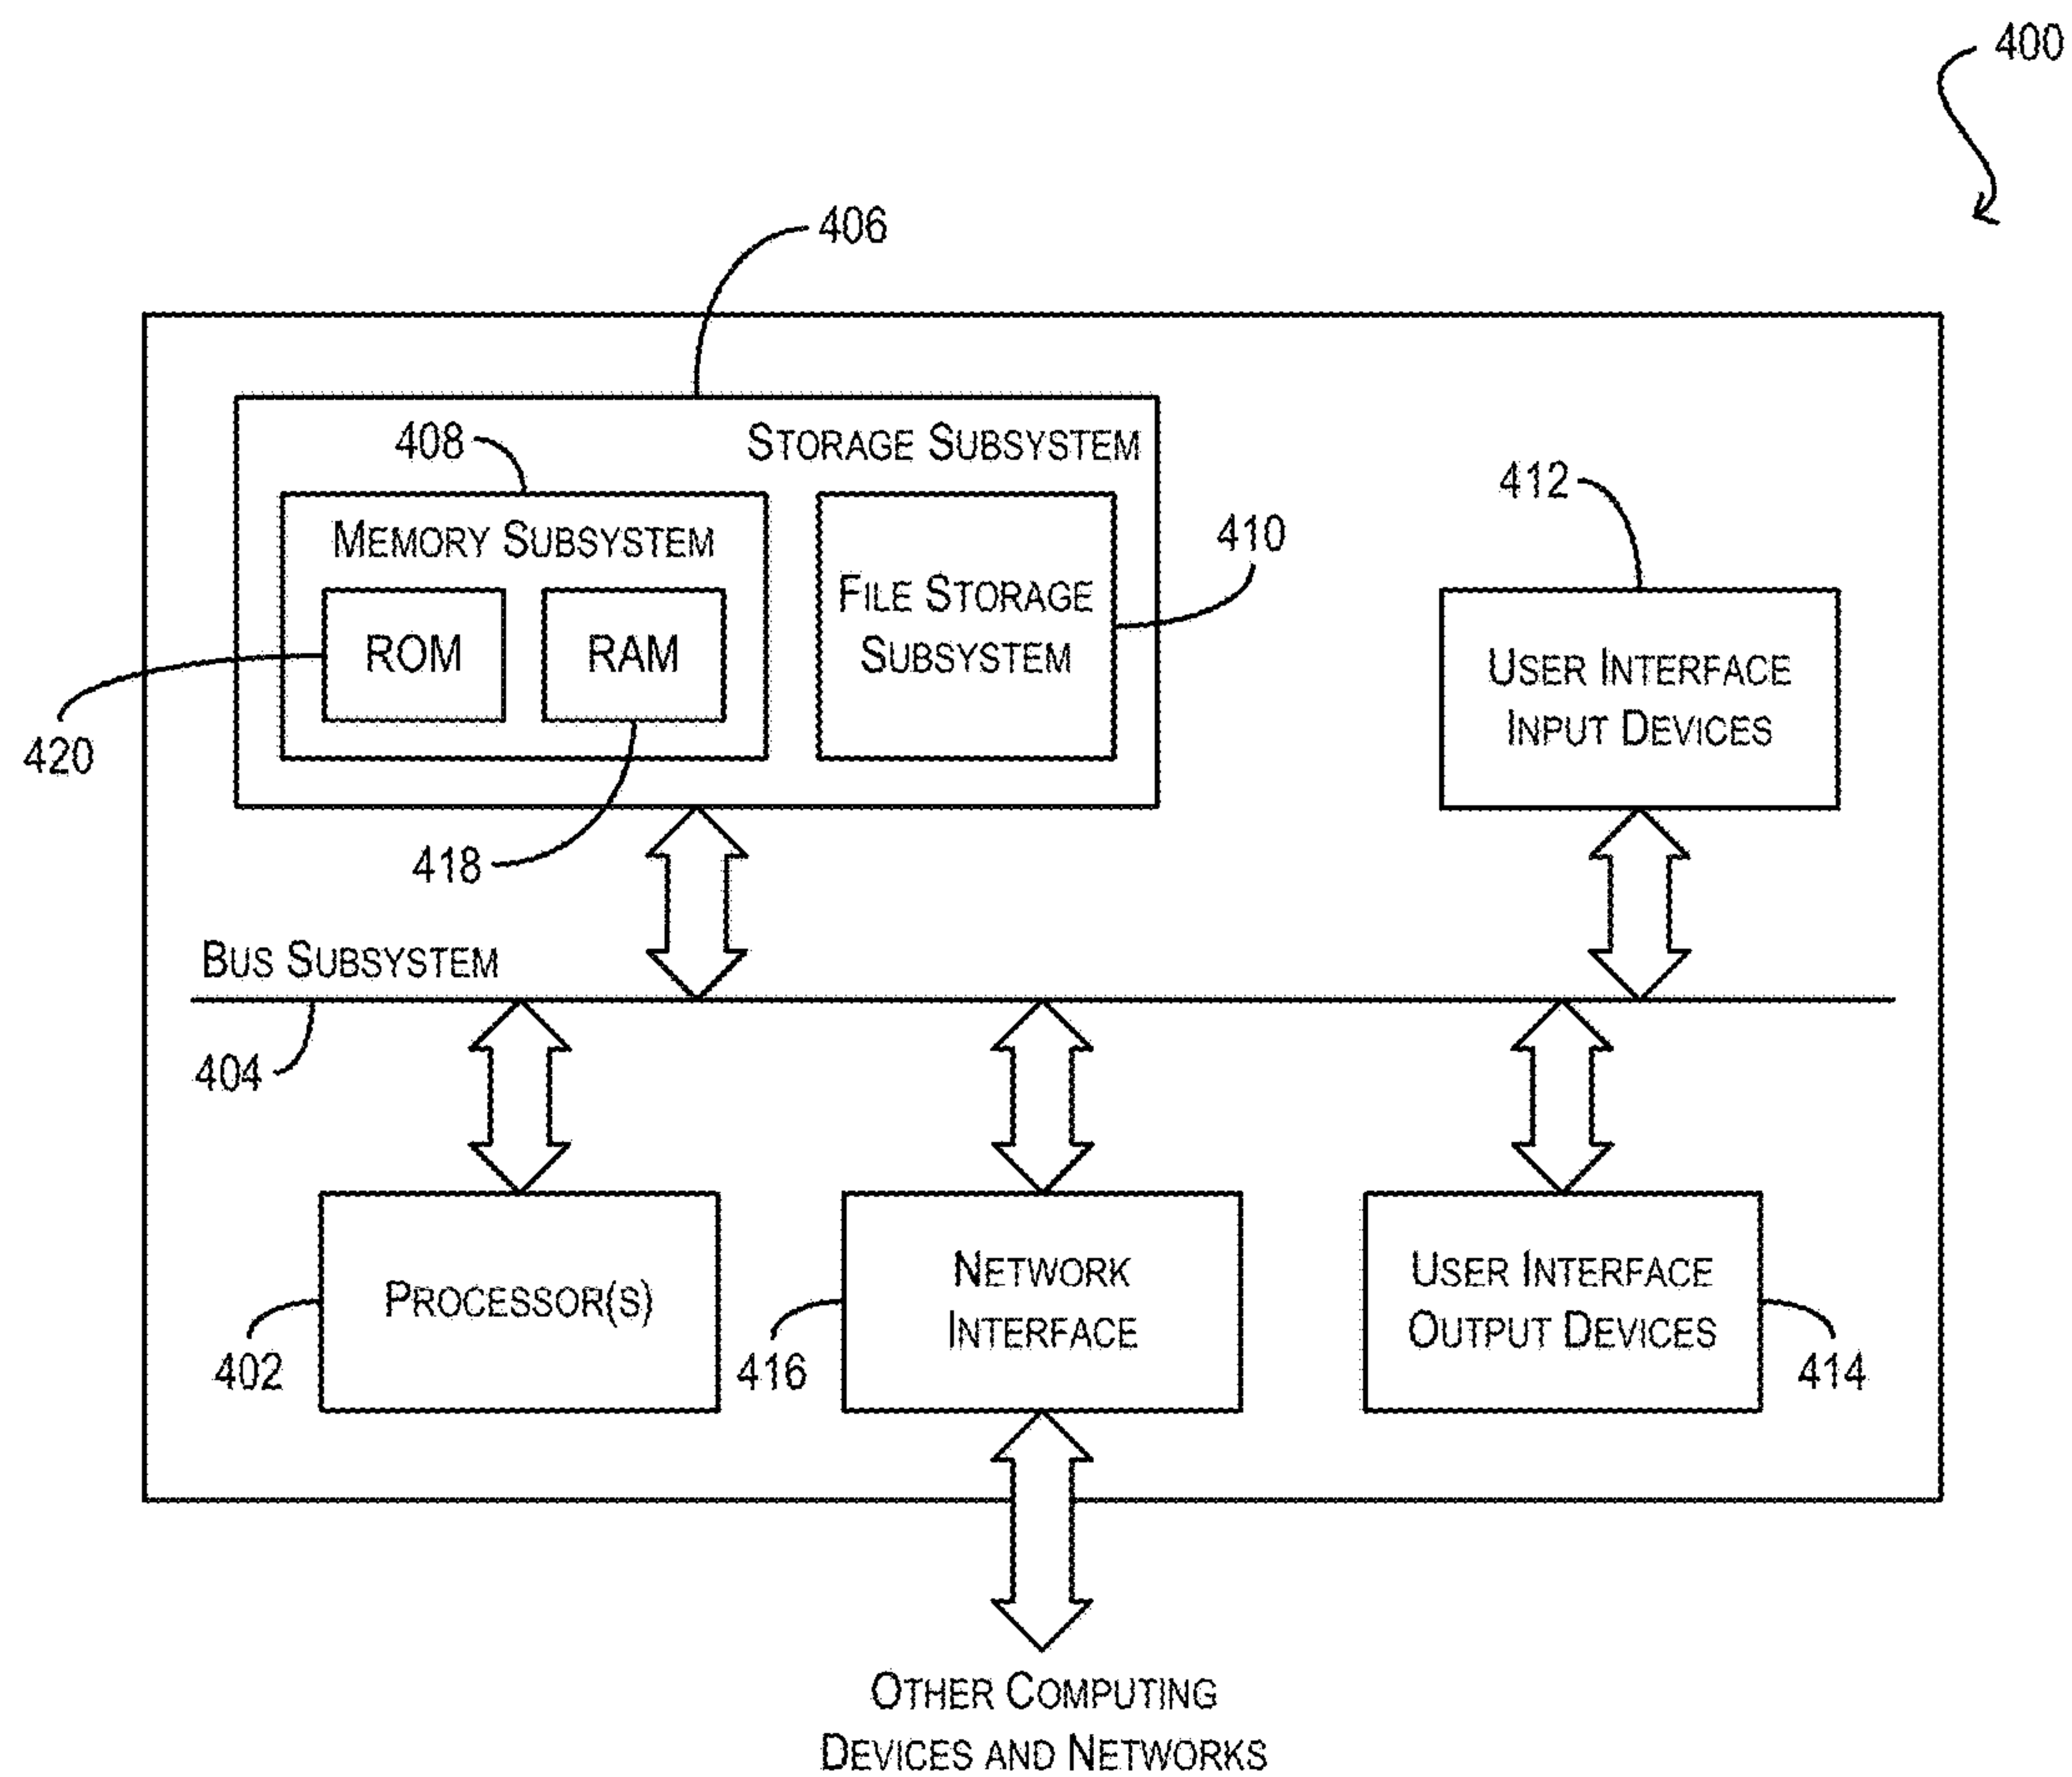 400
406
408
STORAGE SUBSYSTEM
412
MEMORY SUBSYSTEM
410
FILE STORAGE
SUBSYSTEM
ROM
RAM
USER INTERFACE
INPUT DEVICES
420
418
BUS SUBSYSTEM
404
PROCESSOR(S)
NETWORK
INTERFACE
USER INTERFACE
OUTPUT DEVICES
402
416
414
OTHER COMPUTING
DEVICES AND NETWORKS